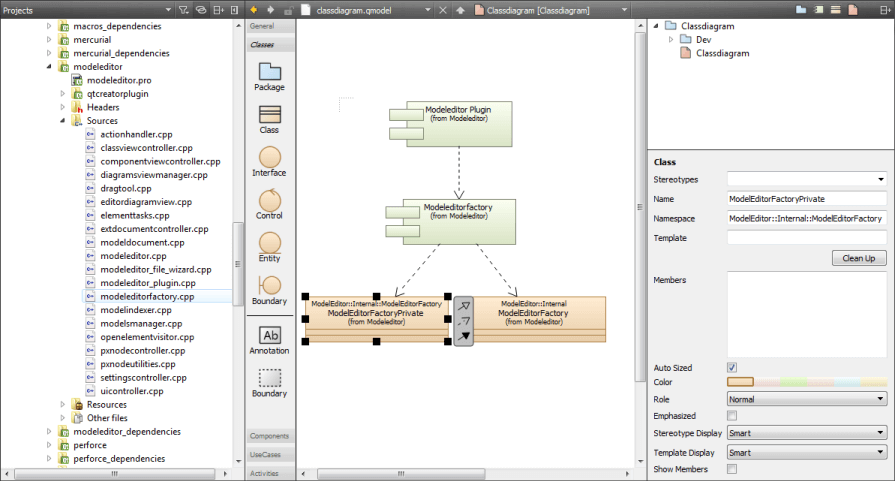 Projects
classdiagram.qmodel
Classdiagram [Classdiagram]
macros_dependencies
mercurial
mercurial_dependencies
modeleditor
modeleditor.pro
qtcreatorplugin
Headers
Sources
actionhandler.cpp
classviewcontroller.cpp
componentviewcontroller.cpp
diagramsviewmanager.cpp
dragtool.cpp
editordiagramview.cpp
elementtasks.cpp
extdocumentcontroller.cpp
modeldocument.cpp
modeleditor.cpp
modeleditor_file_wizard.cpp
modeleditor_plugin.cpp
modeleditorfactory.cpp
modelindexer.cpp
modelsmanager.cpp
openelementvisitor.cpp
pxnodecontroller.cpp
pxnodeutilities.cpp
settingscontroller.cpp
uicontroller.cpp
Resources
Other files
modeleditor_dependencies
perforce
perforce_dependencies
General
Classes
Package
Class
Interface
Control
Entity
Boundary
Ab
Annotation
Boundary
Components
UseCases
Activities
Modeleditor Plugin
(from Modeleditor)
Modeleditorfactory
(from Modeleditor)
ModelEditor::Internal::ModelEditorFactory
ModelEditorFactoryPrivate
(from Modeleditor)
ModelEditor::Internal
ModelEditorFactory
(from Modeleditor)
Classdiagram
Dev
Classdiagram
Class
Stereotypes
Name
ModelEditorFactoryPrivate
Namespace
ModelEditor::Internal::ModelEditorFactory
Template
Clean Up
Members
Auto Sized
Color
Role
Normal
Emphasized
Stereotype Display
Smart
Template Display
Smart
Show Members